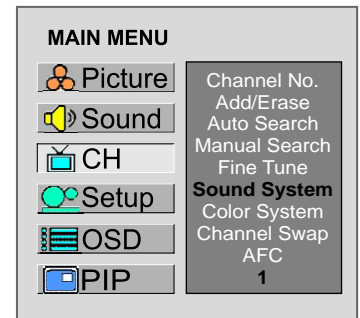 MAIN MENU
Picture
Sound
CH
Setup
OSD
PIP
Channel No.
Add/Erase
Auto Search
Manual Search
Fine Tune
Sound System
Color System
Channel Swap
AFC
1